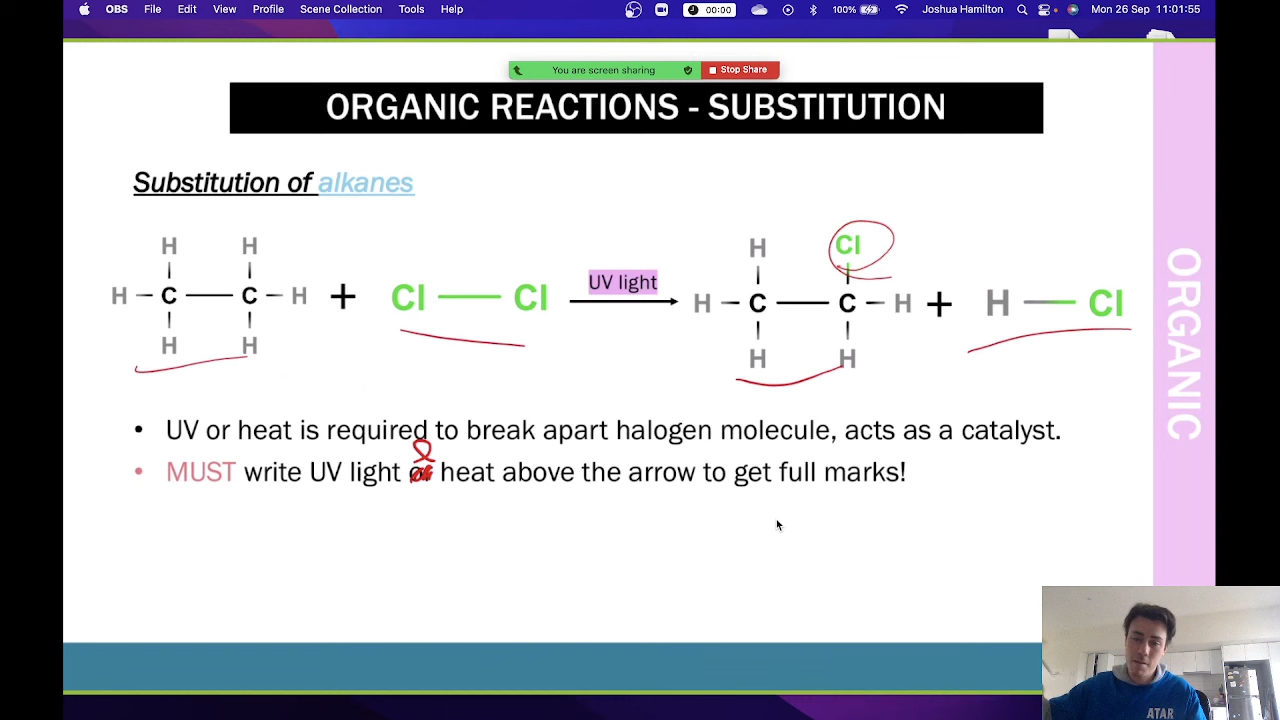 OBS File Edit View Profile Scene Collection Tools Help 00:00 100% Joshua Hamilton Mon 26 Sep 11:01:55
You are screen sharing Stop Share
ORGANIC REACTIONS - SUBSTITUTION
Substitution of alkanes
H H H Cl
H C C H + Cl Cl UV light H C C H + H Cl
H H H H
• UV or heat is required to break apart halogen molecule, acts as a catalyst.
• MUST write UV light & heat above the arrow to get full marks!
ORGANIC
ATAR